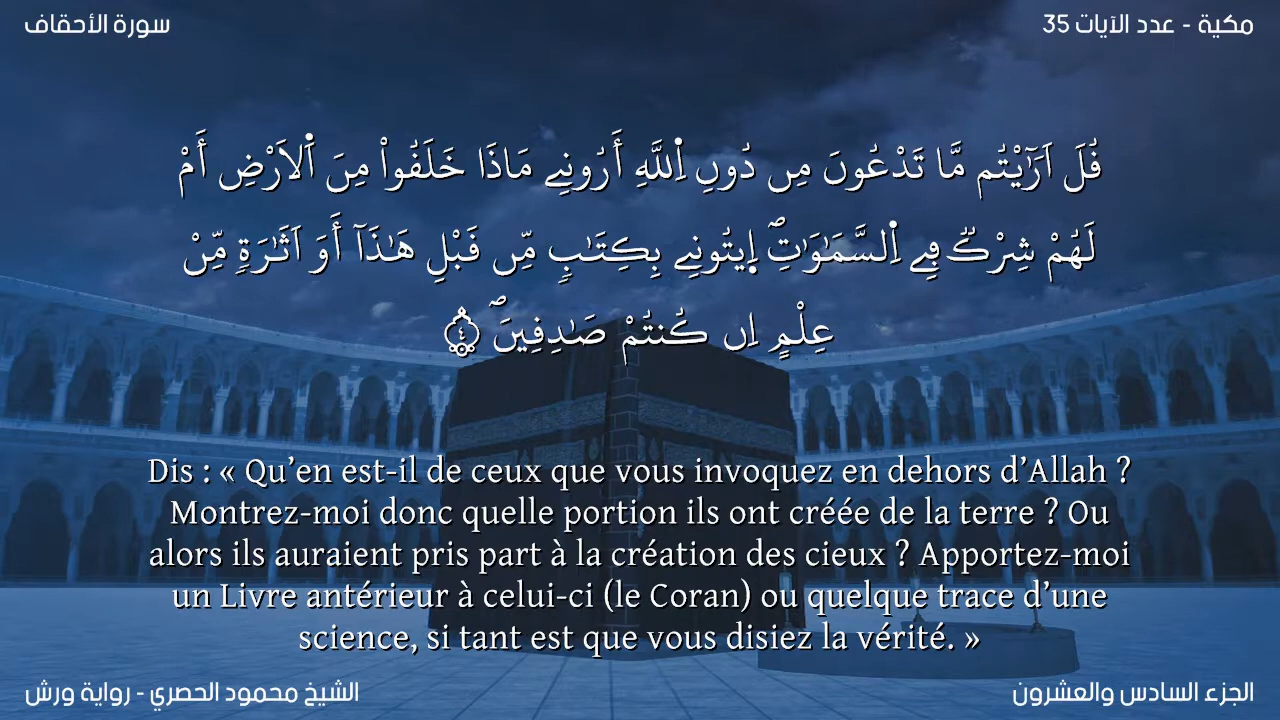 سورة الأحقاف
مكية - عدد الآيات 35
قُلَ اَرَٰٓيْتُم مَّا تَدْعُونَ مِن دُونِ اِ۬للَّهِ أَرُونِے مَاذَا خَلَقُواْ مِنَ اَ۬لَارْضِ أَمْ
لَهُمْ شِرْكٞ فِے اِ۬لسَّمَٰوَٰتِۖ اِيتُونِے بِكِتَٰبٖ مِّن قَبْلِ هَٰذَآ أَوَ اَثَٰرَةٖ مِّنْ
عِلْمٍ اِن كُنتُمْ صَٰدِقِينَۖ ٤
Dis : « Qu’en est-il de ceux que vous invoquez en dehors d’Allah ?
Montrez-moi donc quelle portion ils ont créée de la terre ? Ou
alors ils auraient pris part à la création des cieux ? Apportez-moi
un Livre antérieur à celui-ci (le Coran) ou quelque trace d’une
science, si tant est que vous disiez la vérité. »
الشيخ محمود الحصري - رواية ورش
الجزء السادس والعشرون